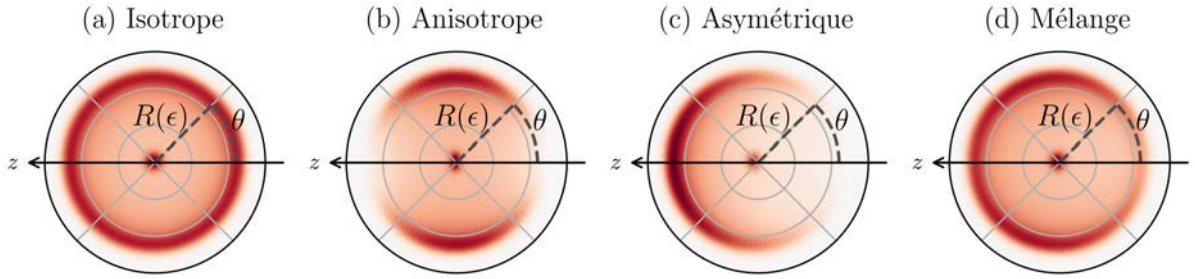 (a) Isotrope
(b) Anisotrope
(c) Asymétrique
(d) Mélange
R(ϵ) θ
R(ϵ) θ
R(ϵ) θ
R(ϵ) θ
z
z
z
z